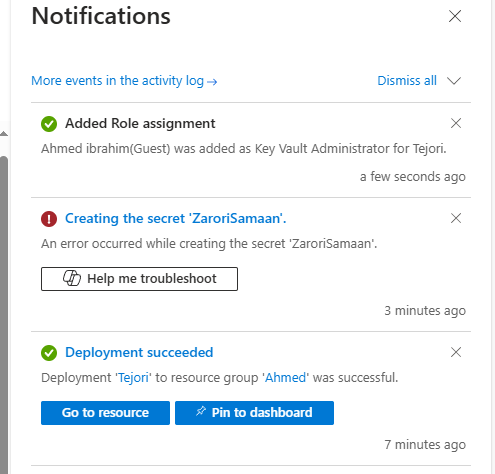 Notifications
More events in the activity log → Dismiss all
Added Role assignment
Ahmed ibrahim(Guest) was added as Key Vault Administrator for Tejori.
a few seconds ago
Creating the secret 'ZaroriSamaan'.
An error occurred while creating the secret 'ZaroriSamaan'.
Help me troubleshoot
3 minutes ago
Deployment succeeded
Deployment 'Tejori' to resource group 'Ahmed' was successful.
Go to resource Pin to dashboard
7 minutes ago